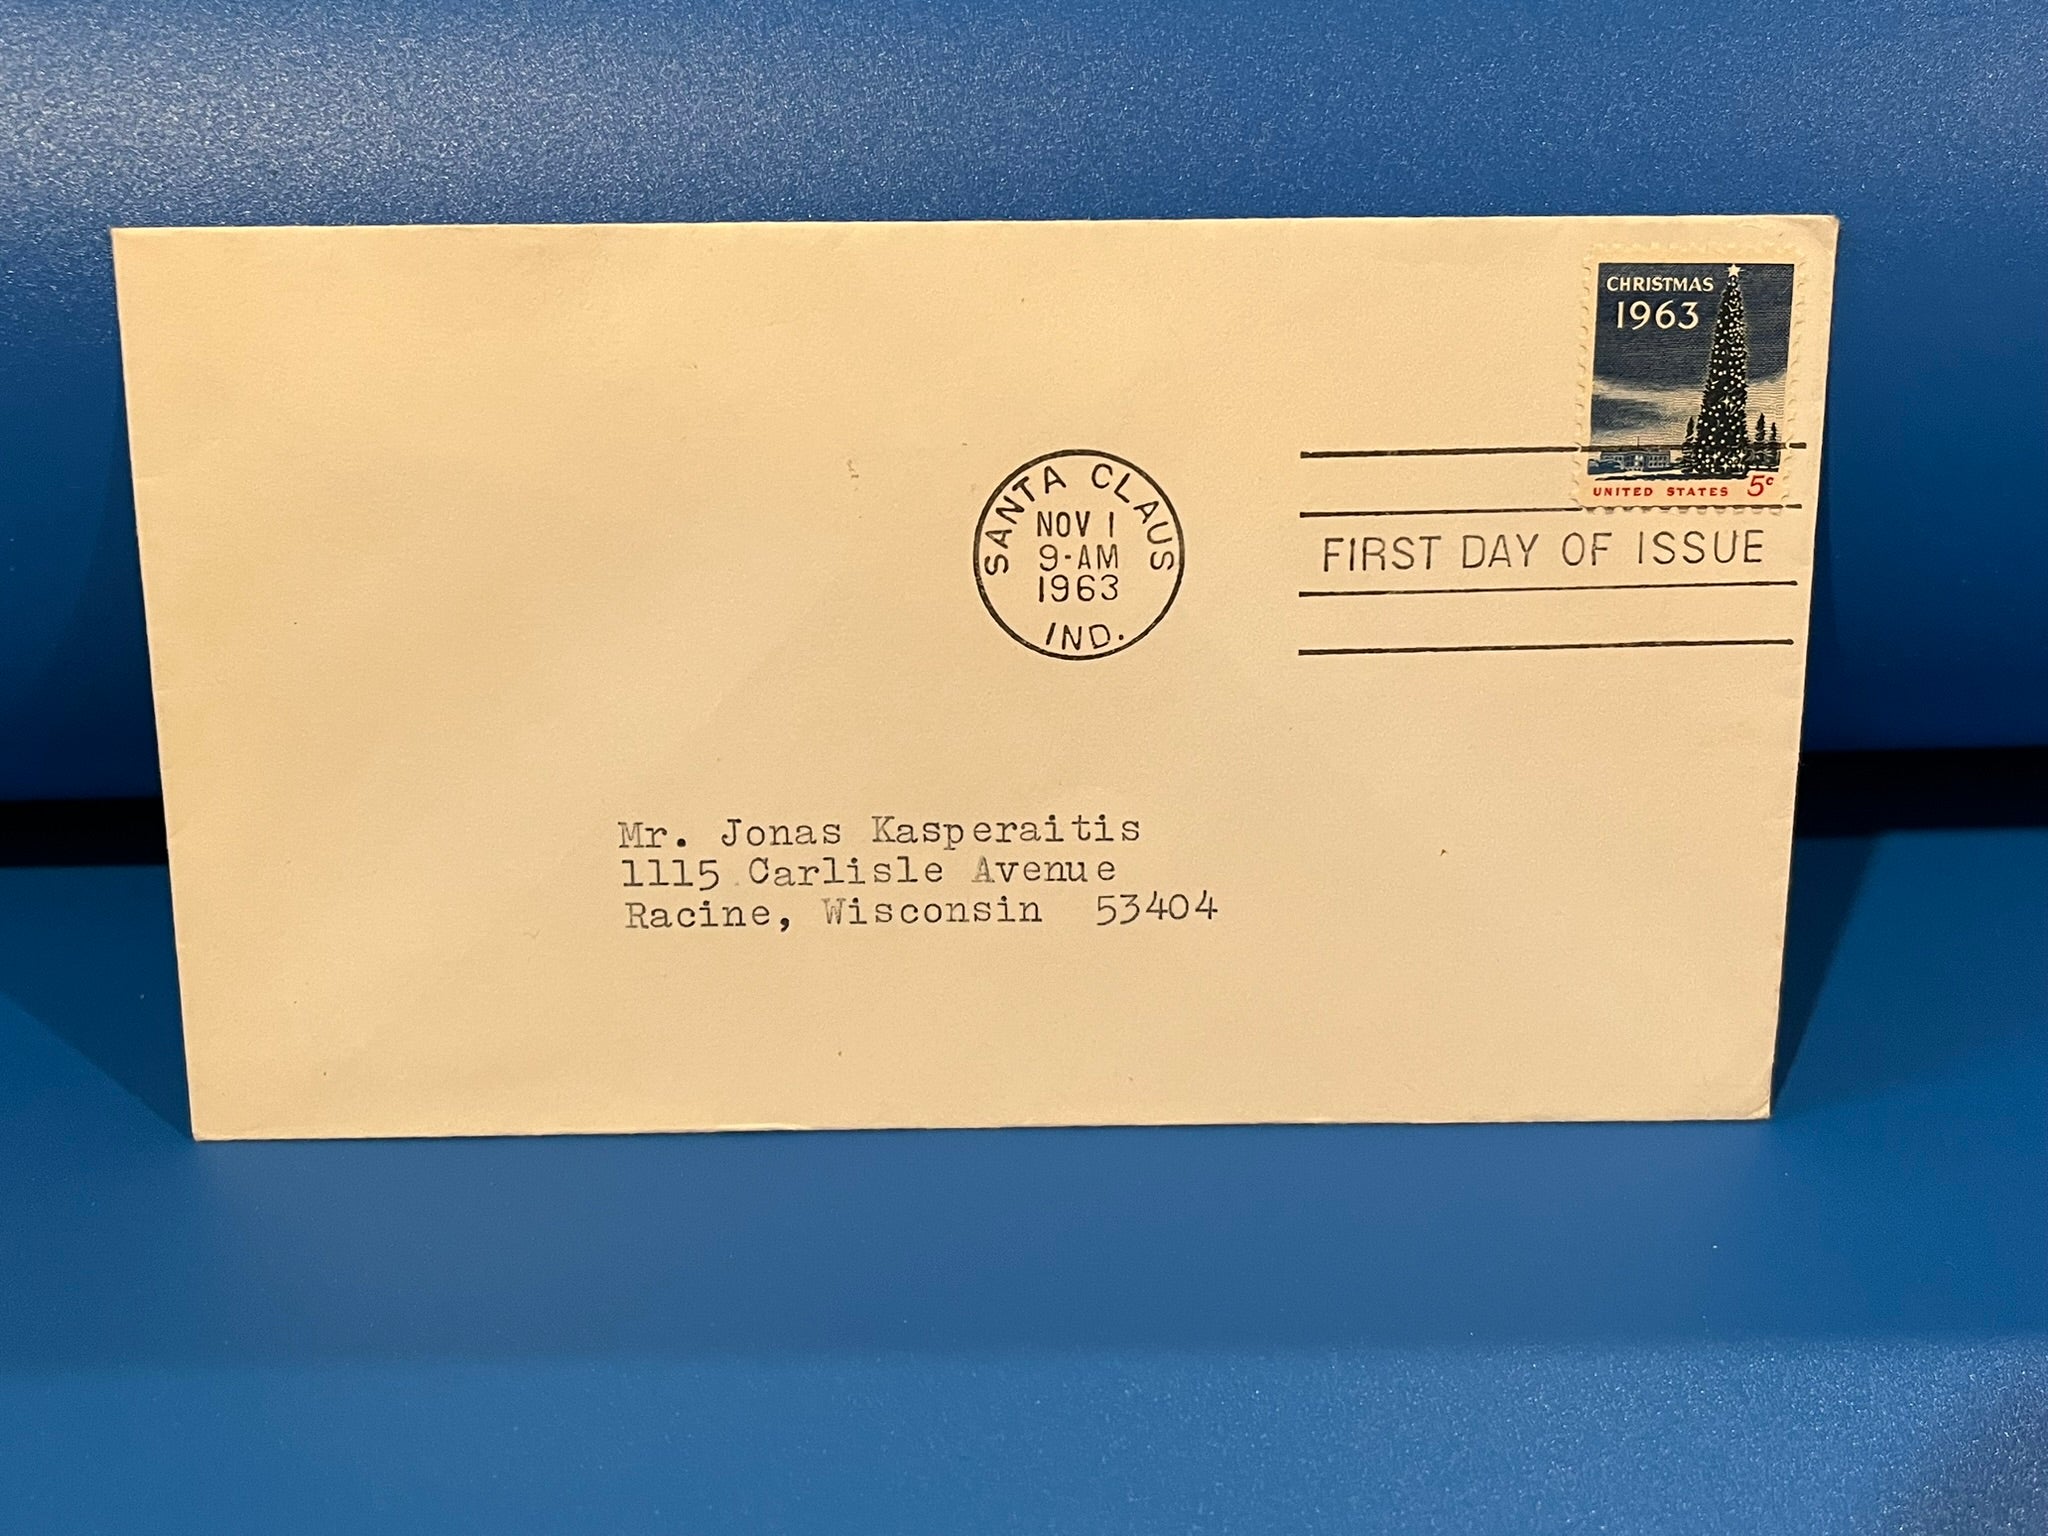 CHRISTMAS
1963
UNITED STATES 5c
SANTA CLAUS
NOV 1
9-AM
1963
IND.
FIRST DAY OF ISSUE
Mr. Jonas Kasperaitis
1115 Carlisle Avenue
Racine, Wisconsin 53404